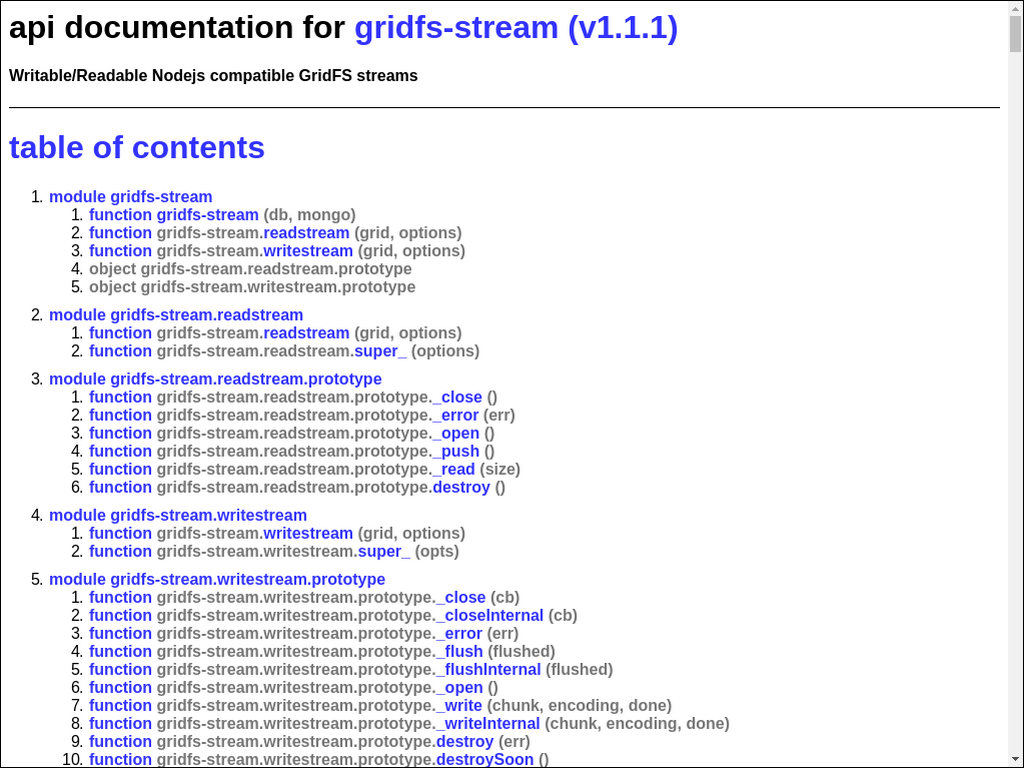 api documentation for gridfs-stream (v1.1.1)
Writable/Readable Nodejs compatible GridFS streams
table of contents
1. module gridfs-stream
1. function gridfs-stream (db, mongo)
2. function gridfs-stream.readstream (grid, options)
3. function gridfs-stream.writestream (grid, options)
4. object gridfs-stream.readstream.prototype
5. object gridfs-stream.writestream.prototype
2. module gridfs-stream.readstream
1. function gridfs-stream.readstream (grid, options)
2. function gridfs-stream.readstream.super_ (options)
3. module gridfs-stream.readstream.prototype
1. function gridfs-stream.readstream.prototype._close ()
2. function gridfs-stream.readstream.prototype._error (err)
3. function gridfs-stream.readstream.prototype._open ()
4. function gridfs-stream.readstream.prototype._push ()
5. function gridfs-stream.readstream.prototype._read (size)
6. function gridfs-stream.readstream.prototype.destroy ()
4. module gridfs-stream.writestream
1. function gridfs-stream.writestream (grid, options)
2. function gridfs-stream.writestream.super_ (opts)
5. module gridfs-stream.writestream.prototype
1. function gridfs-stream.writestream.prototype._close (cb)
2. function gridfs-stream.writestream.prototype._closeInternal (cb)
3. function gridfs-stream.writestream.prototype._error (err)
4. function gridfs-stream.writestream.prototype._flush (flushed)
5. function gridfs-stream.writestream.prototype._flushInternal (flushed)
6. function gridfs-stream.writestream.prototype._open ()
7. function gridfs-stream.writestream.prototype._write (chunk, encoding, done)
8. function gridfs-stream.writestream.prototype._writeInternal (chunk, encoding, done)
9. function gridfs-stream.writestream.prototype.destroy (err)
10. function gridfs-stream.writestream.prototype.destroySoon ()